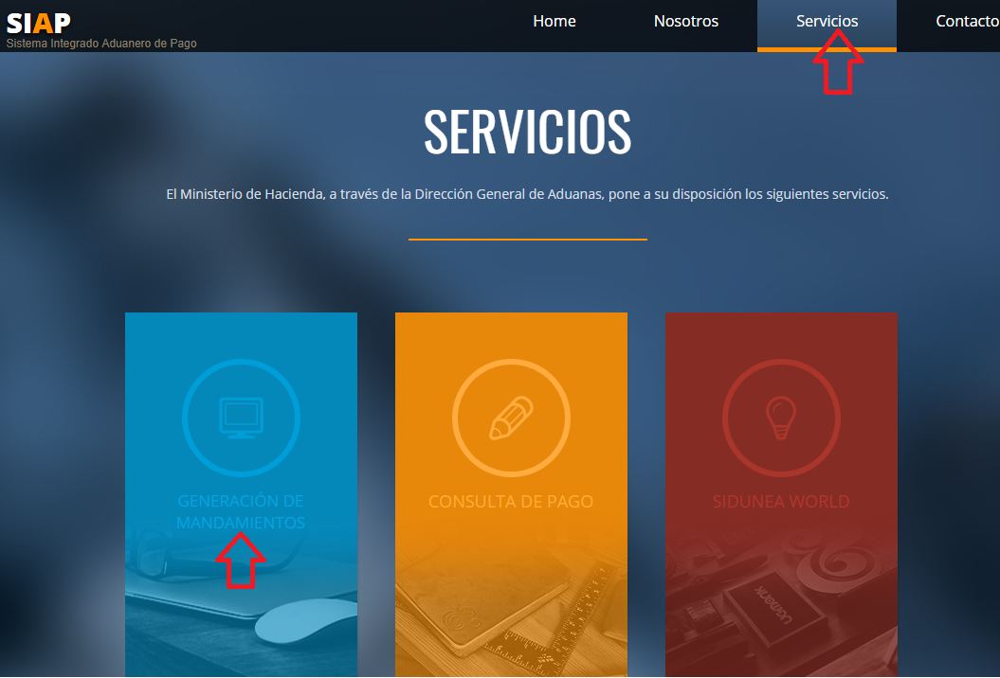 SIAP
Sistema Integrado Aduanero de Pago
Home
Nosotros
Servicios
Contacto
SERVICIOS
El Ministerio de Hacienda, a través de la Dirección General de Aduanas, pone a su disposición los siguientes servicios.
GENERACIÓN DE
MANDAMIENTOS
CONSULTA DE PAGO
SIDUNEA WORLD